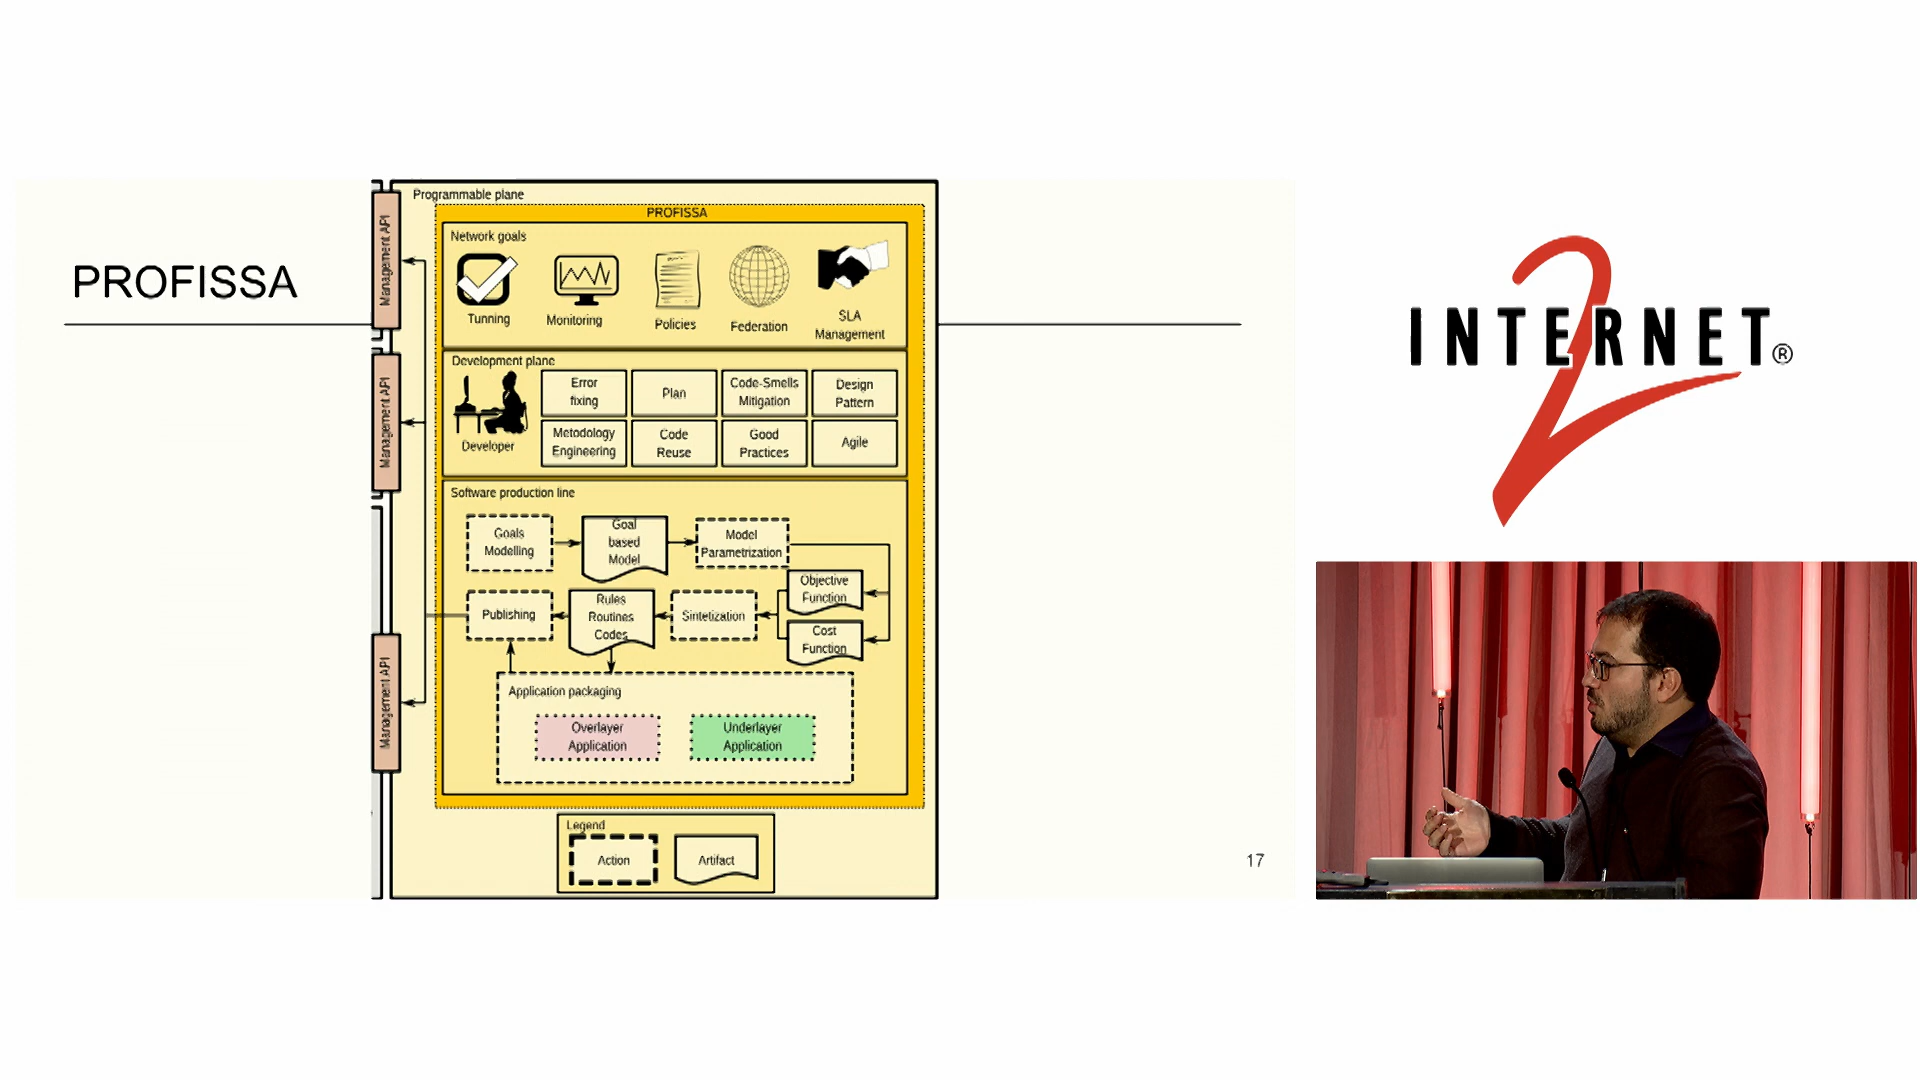 PROFISSA
Programmable plane
PROFISSA
Network goals
Tunning
Monitoring
Policies
Federation
SLA
Management
Development plane
Developer
Error
fixing
Plan
Code-Smells
Mitigation
Design
Pattern
Metodology
Engineering
Code
Reuse
Good
Practices
Agile
Software production line
Goals
Modelling
Goal
based
Model
Model
Parametrization
Objective
Function
Cost
Function
Sintetization
Rules
Routines
Codes
Publishing
Application packaging
Overlayer
Application
Underlayer
Application
Legend
Action
Artifact
Management API
Management API
Management API
17
INTERNET®
2